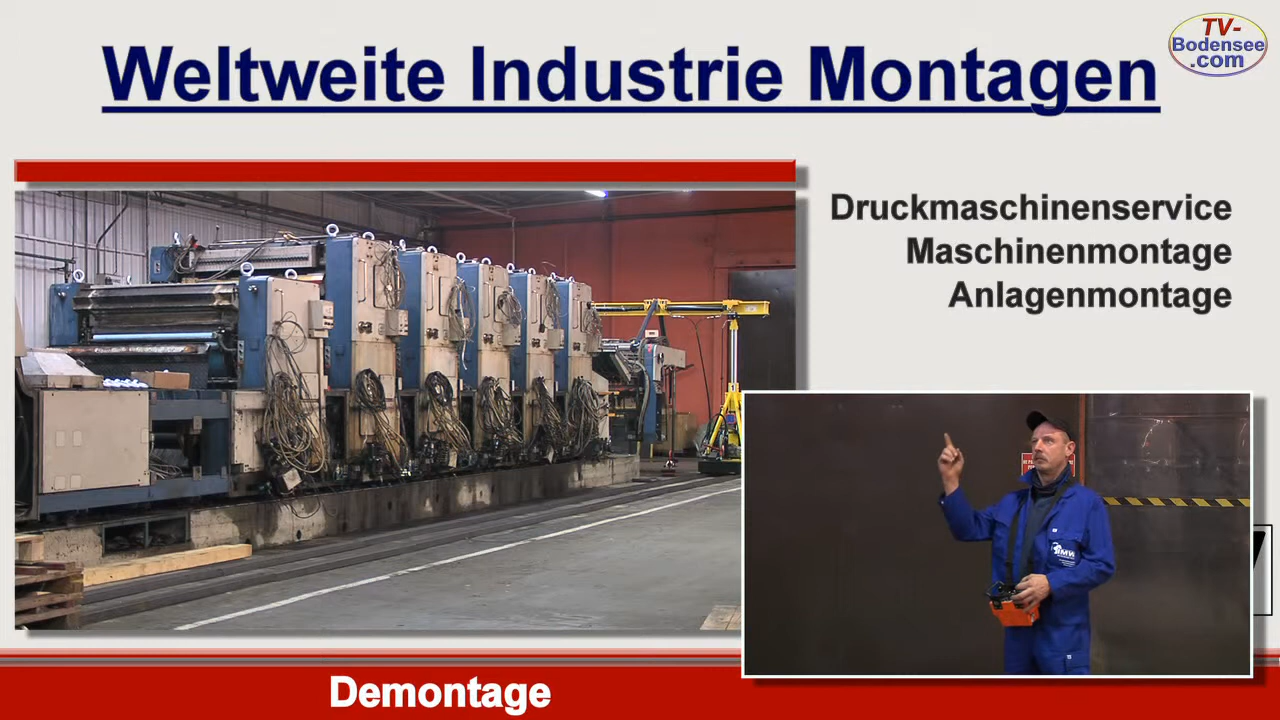 Weltweite Industrie Montagen
TV-
Bodensee
.com
Druckmaschinenservice
Maschinenmontage
Anlagenmontage
Demontage